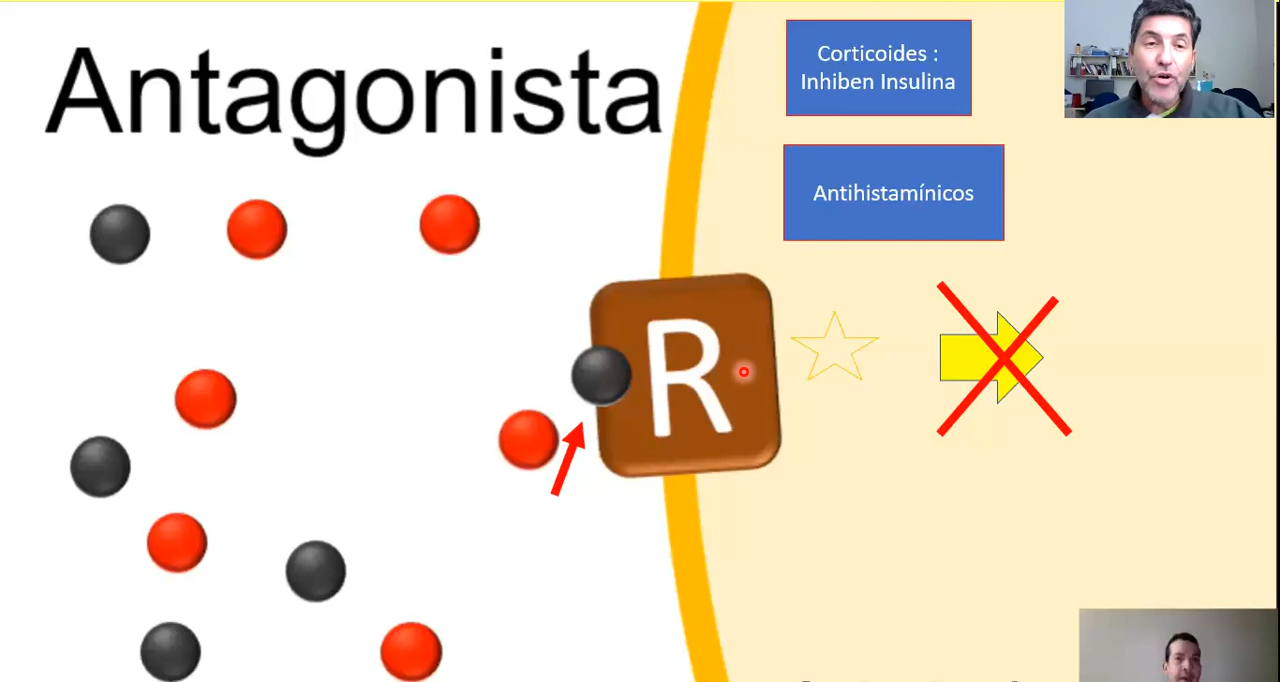 Antagonista
Corticoides :
Inhiben Insulina
Antihistamínicos
R